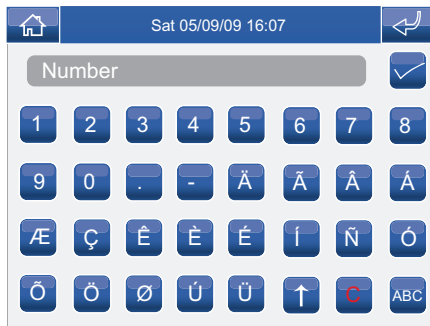 Sat 05/09/09 16:07
Number
1 2 3 4 5 6 7 8
9 0 . - Ä Ã Â Á
Æ Ç Ê È É Í Ñ Ó
Õ Ö Ø Ú Ü ↑ C ABC